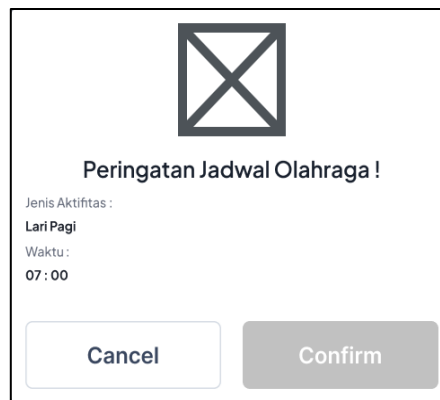 Peringatan Jadwal Olahraga !
Jenis Aktifitas :
Lari Pagi
Waktu :
07 : 00
Cancel
Confirm